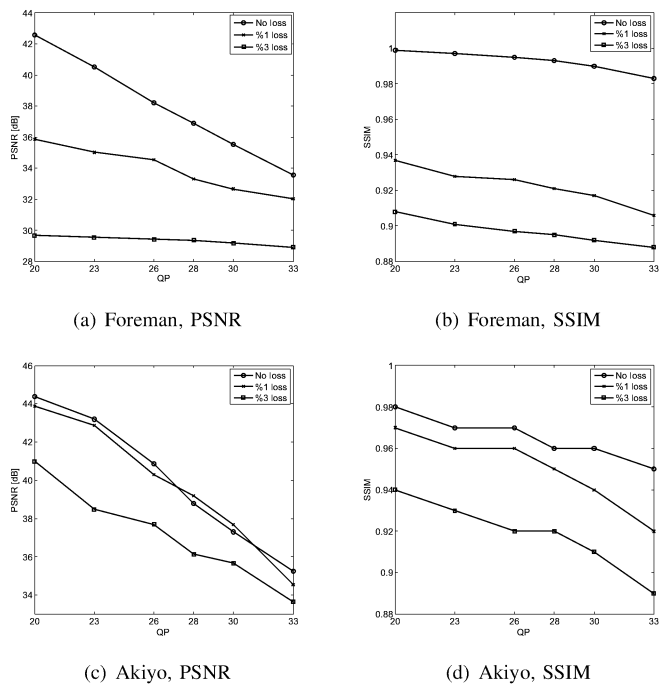 44
42
40
38
36
34
32
30
28
PSNR [dB]
20 23 26 28 30 33
QP
No loss
%1 loss
%3 loss
(a) Foreman, PSNR
1
0.98
0.96
0.94
0.92
0.9
0.88
SSIM
20 23 26 28 30 33
QP
No loss
%1 loss
%3 loss
(b) Foreman, SSIM
46
44
42
40
38
36
34
PSNR [dB]
20 23 26 28 30 33
QP
No loss
%1 loss
%3 loss
(c) Akiyo, PSNR
1
0.98
0.96
0.94
0.92
0.9
0.88
SSIM
20 23 26 28 30 33
QP
No loss
%1 loss
%3 loss
(d) Akiyo, SSIM